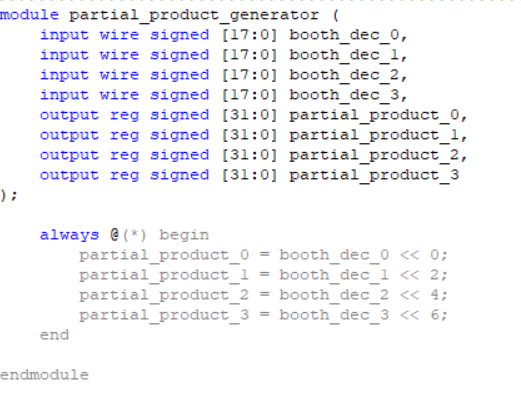 module partial_product_generator (
    input wire signed [17:0] booth_dec_0,
    input wire signed [17:0] booth_dec_1,
    input wire signed [17:0] booth_dec_2,
    input wire signed [17:0] booth_dec_3,
    output reg signed [31:0] partial_product_0,
    output reg signed [31:0] partial_product_1,
    output reg signed [31:0] partial_product_2,
    output reg signed [31:0] partial_product_3
);
    always @(*) begin
        partial_product_0 = booth_dec_0 << 0;
        partial_product_1 = booth_dec_1 << 2;
        partial_product_2 = booth_dec_2 << 4;
        partial_product_3 = booth_dec_3 << 6;
    end
endmodule